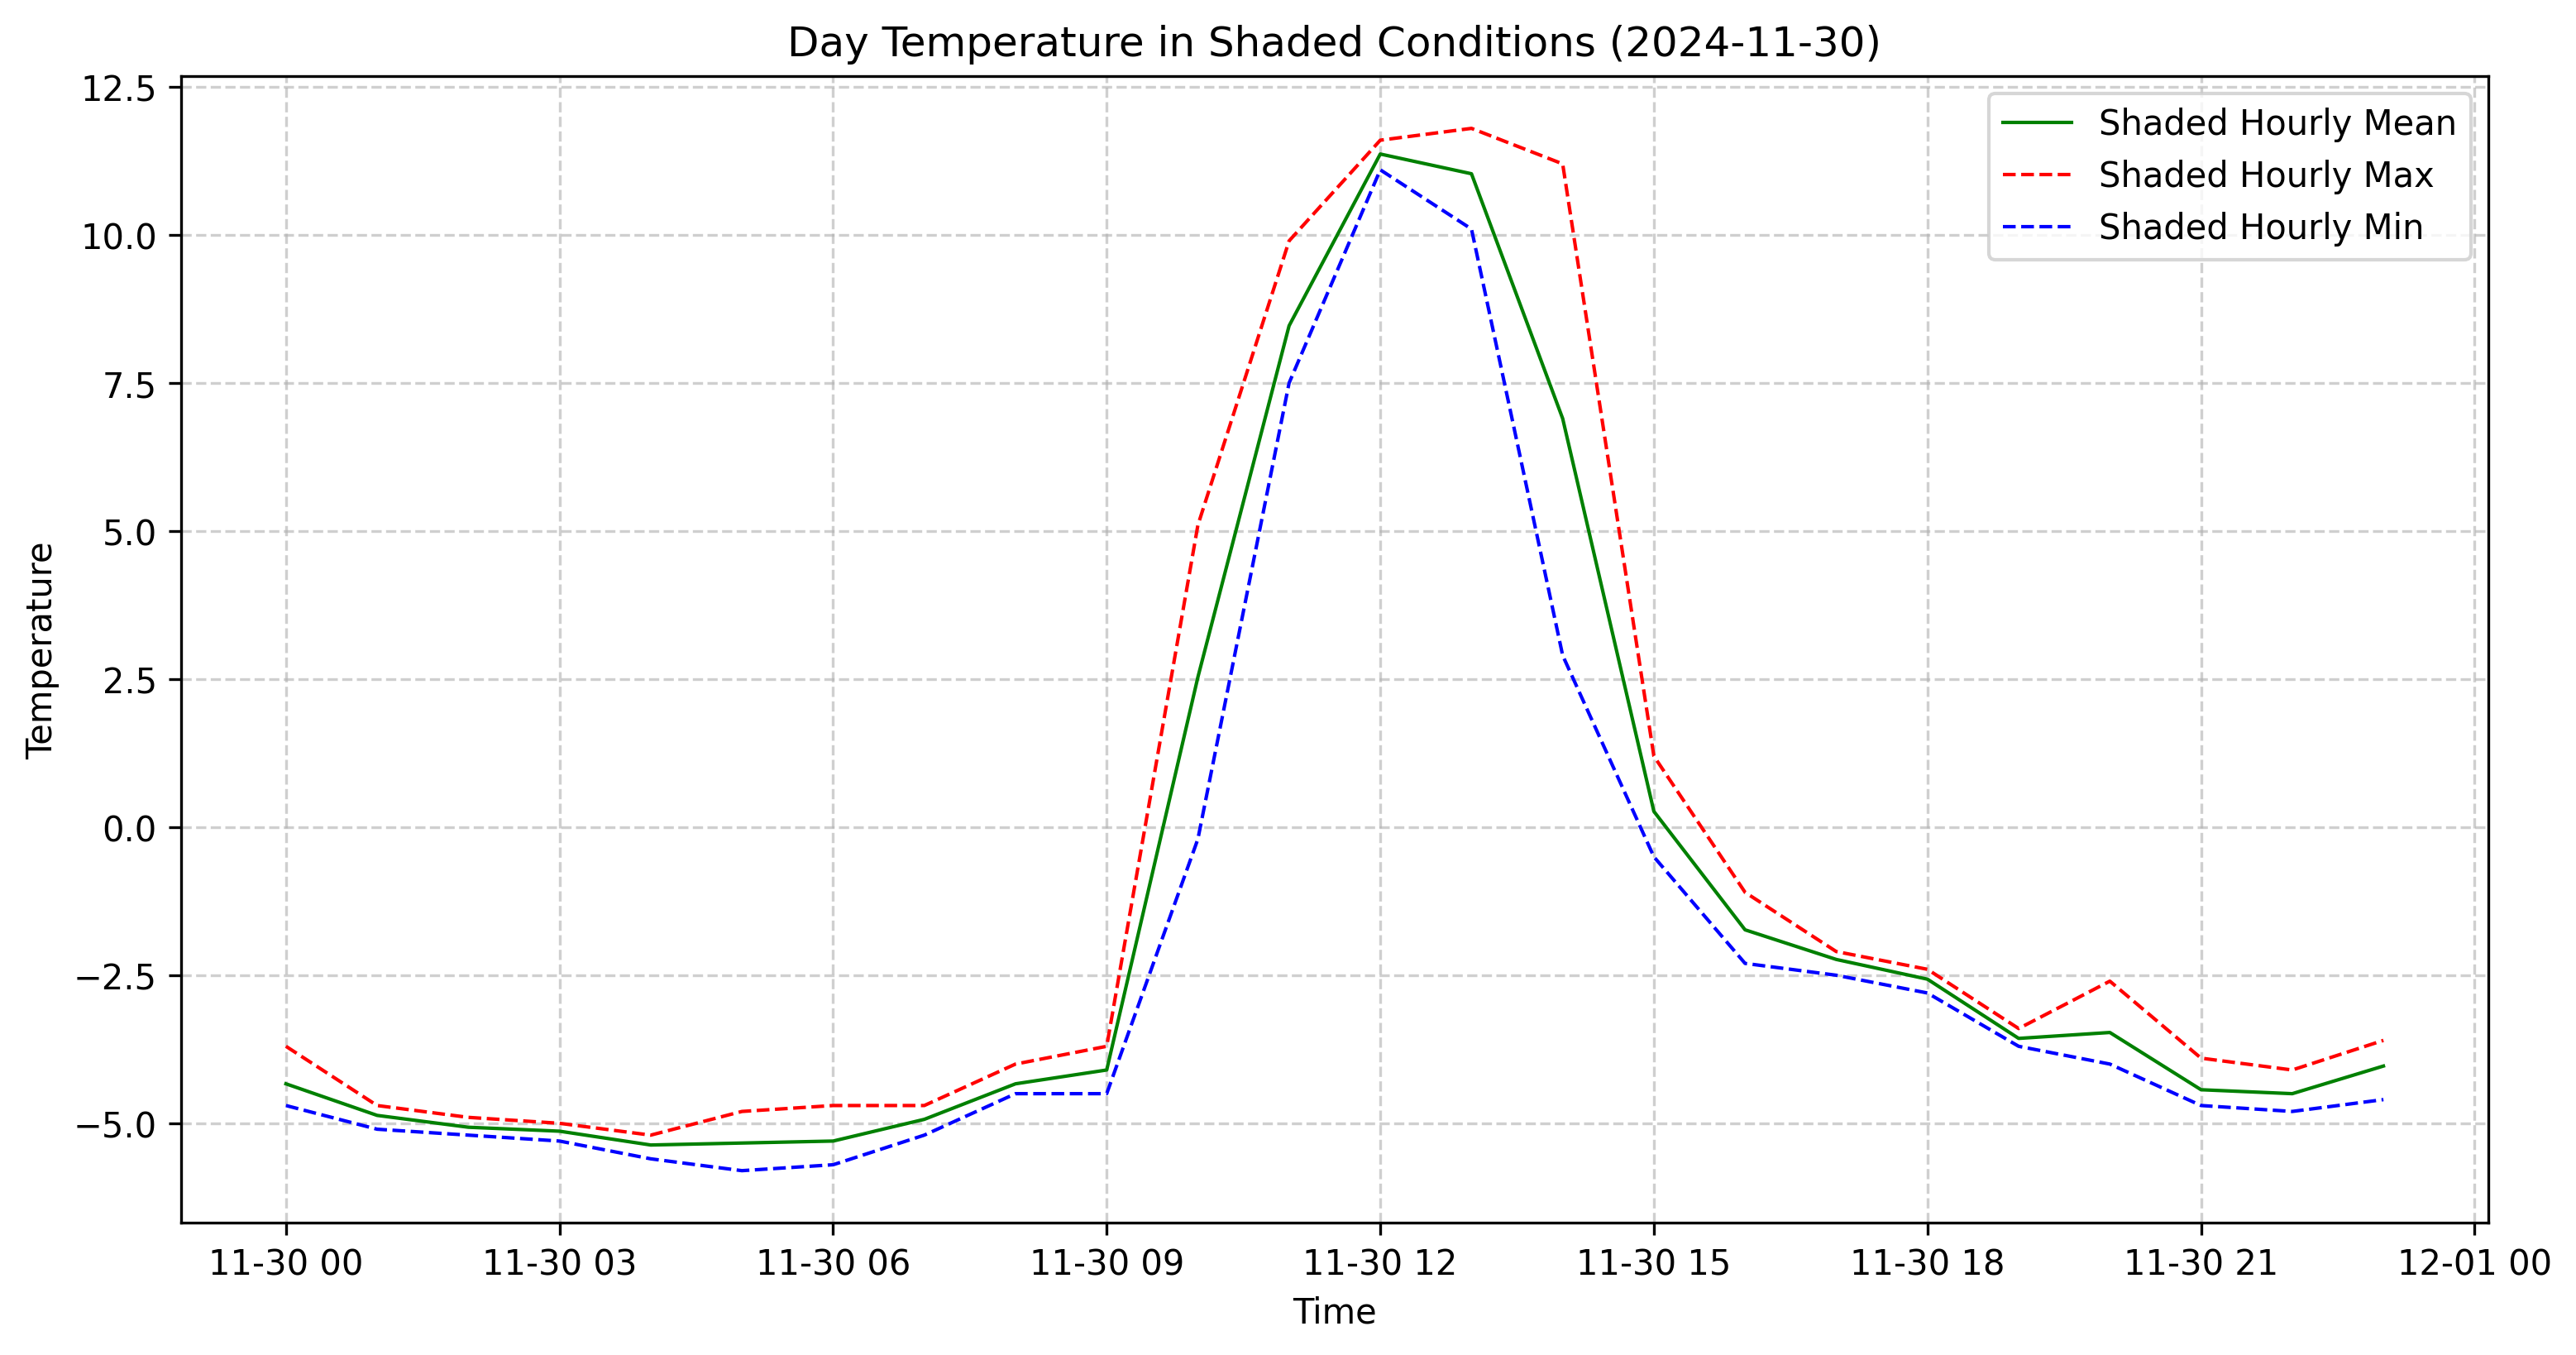 Day Temperature in Shaded Conditions (2024-11-30)
Shaded Hourly Mean
Shaded Hourly Max
Shaded Hourly Min
Temperature
12.5
10.0
7.5
5.0
2.5
0.0
−2.5
−5.0
11-30 00 11-30 03 11-30 06 11-30 09 11-30 12 11-30 15 11-30 18 11-30 21 12-01 00
Time